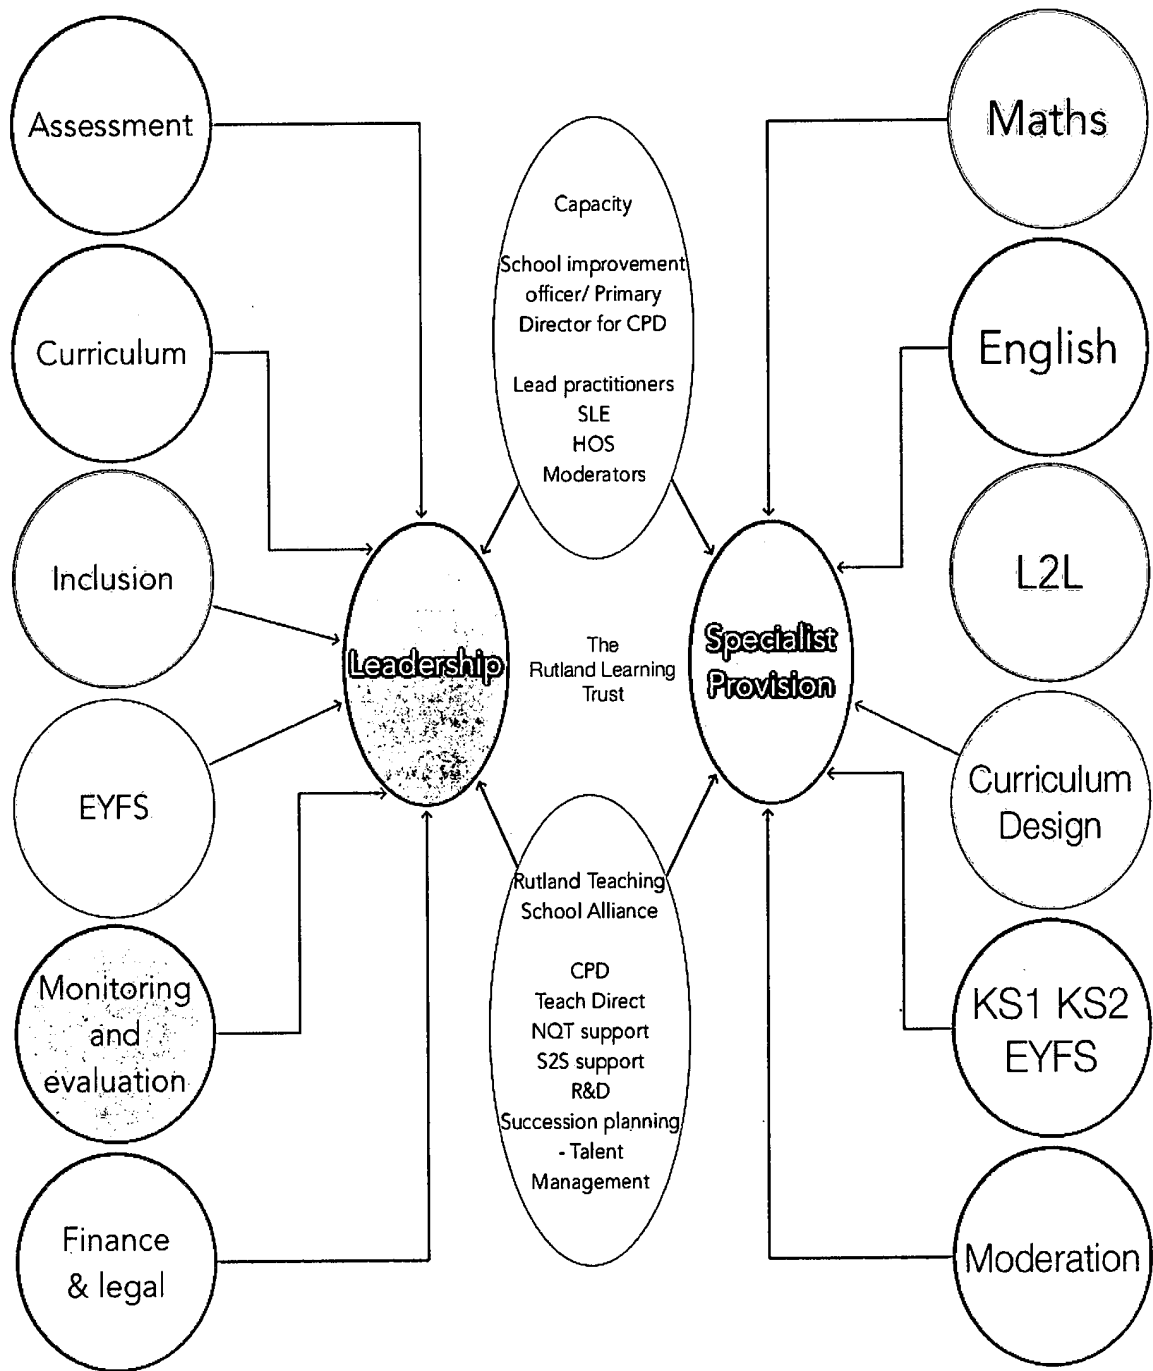 Assessment
Curriculum
Inclusion
EYFS
Monitoring
and
evaluation
Finance
& legal
Leadership
Capacity
School improvement
officer/ Primary
Director for CPD
Lead practitioners
SLE
HOS
Moderators
The
Rutland Learning
Trust
Rutland Teaching
School Alliance
CPD
Teach Direct
NQT support
S2S support
R&D
Succession planning
- Talent
Management
Specialist
Provision
Maths
English
L2L
Curriculum
Design
KS1 KS2
EYFS
Moderation